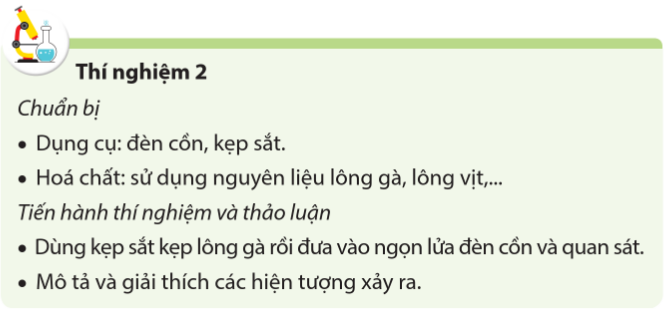 Thí nghiệm 2
Chuẩn bị
• Dụng cụ: đèn cồn, kẹp sắt.
• Hoá chất: sử dụng nguyên liệu lông gà, lông vịt,...
Tiến hành thí nghiệm và thảo luận
• Dùng kẹp sắt kẹp lông gà rồi đưa vào ngọn lửa đèn cồn và quan sát.
• Mô tả và giải thích các hiện tượng xảy ra.